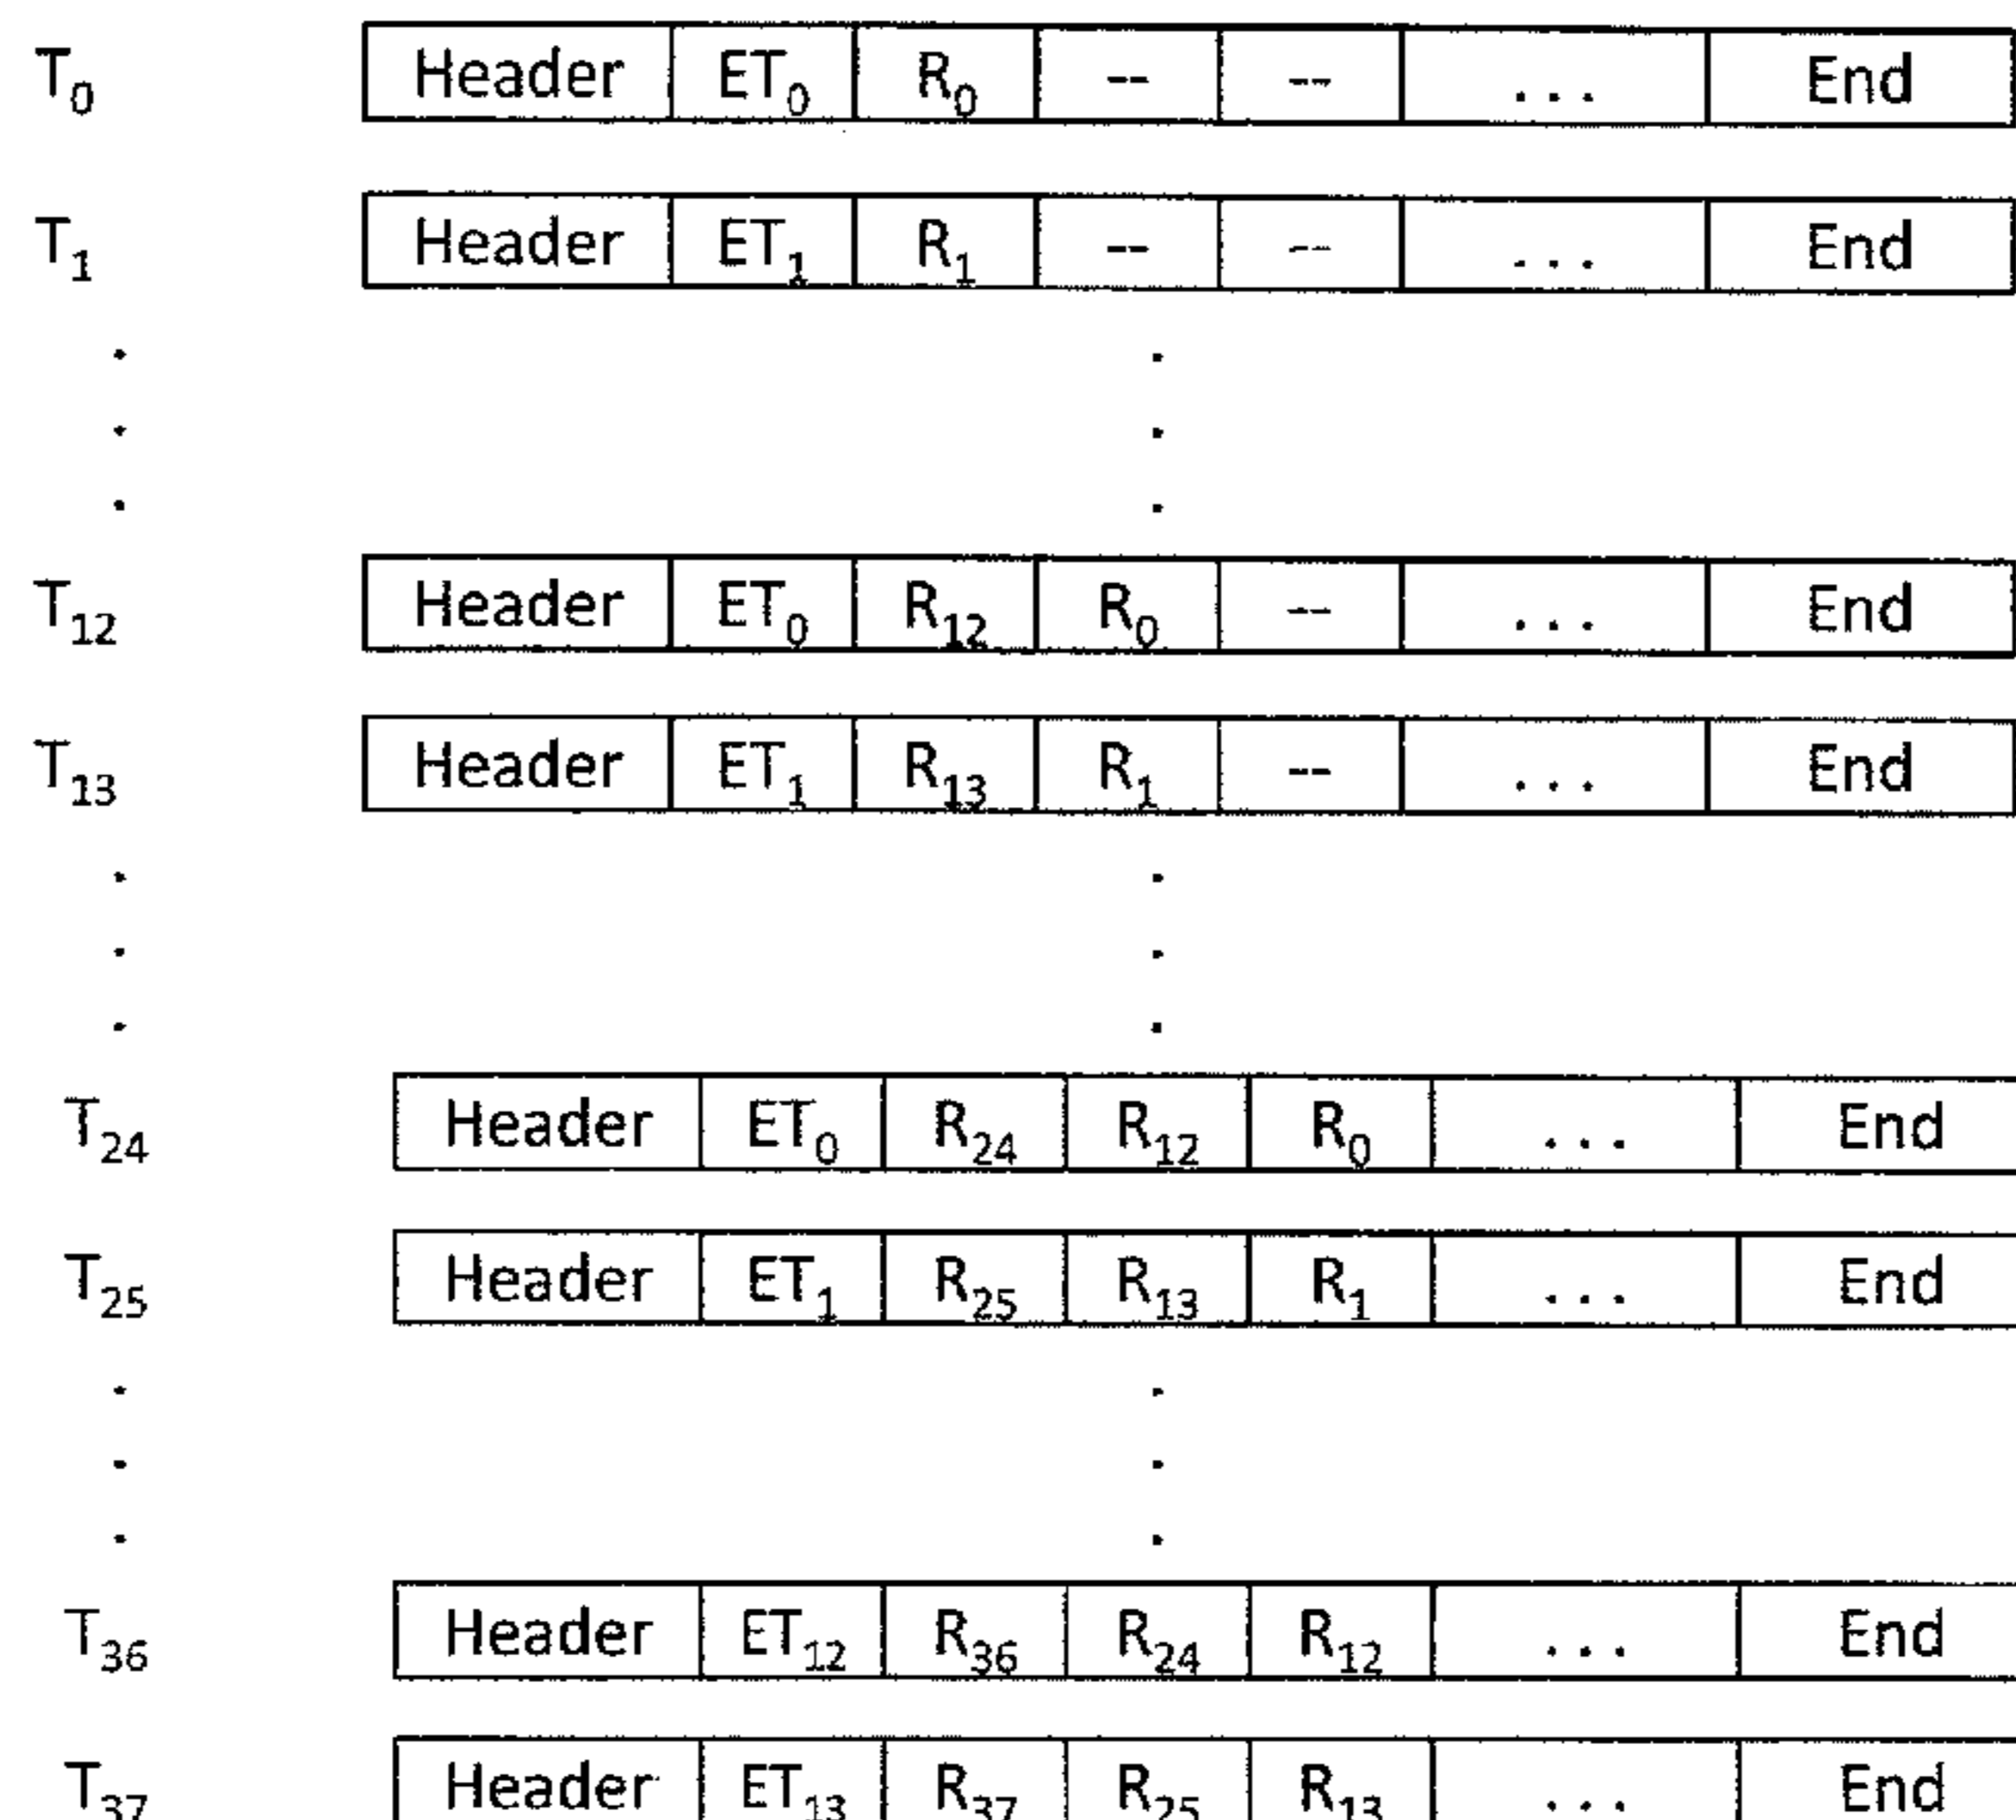 T₀ Header ET₀ R₀ -- -- ... End
T₁ Header ET₁ R₁ -- -- ... End
T₁₂ Header ET₀ R₁₂ R₀ -- ... End
T₁₃ Header ET₁ R₁₃ R₁ -- ... End
T₂₄ Header ET₀ R₂₄ R₁₂ R₀ ... End
T₂₅ Header ET₁ R₂₅ R₁₃ R₁ ... End
T₃₆ Header ET₁₂ R₃₆ R₂₄ R₁₂ ... End
T₃₇ Header ET₁₃ R₃₇ R₂₅ R₁₃ ... End